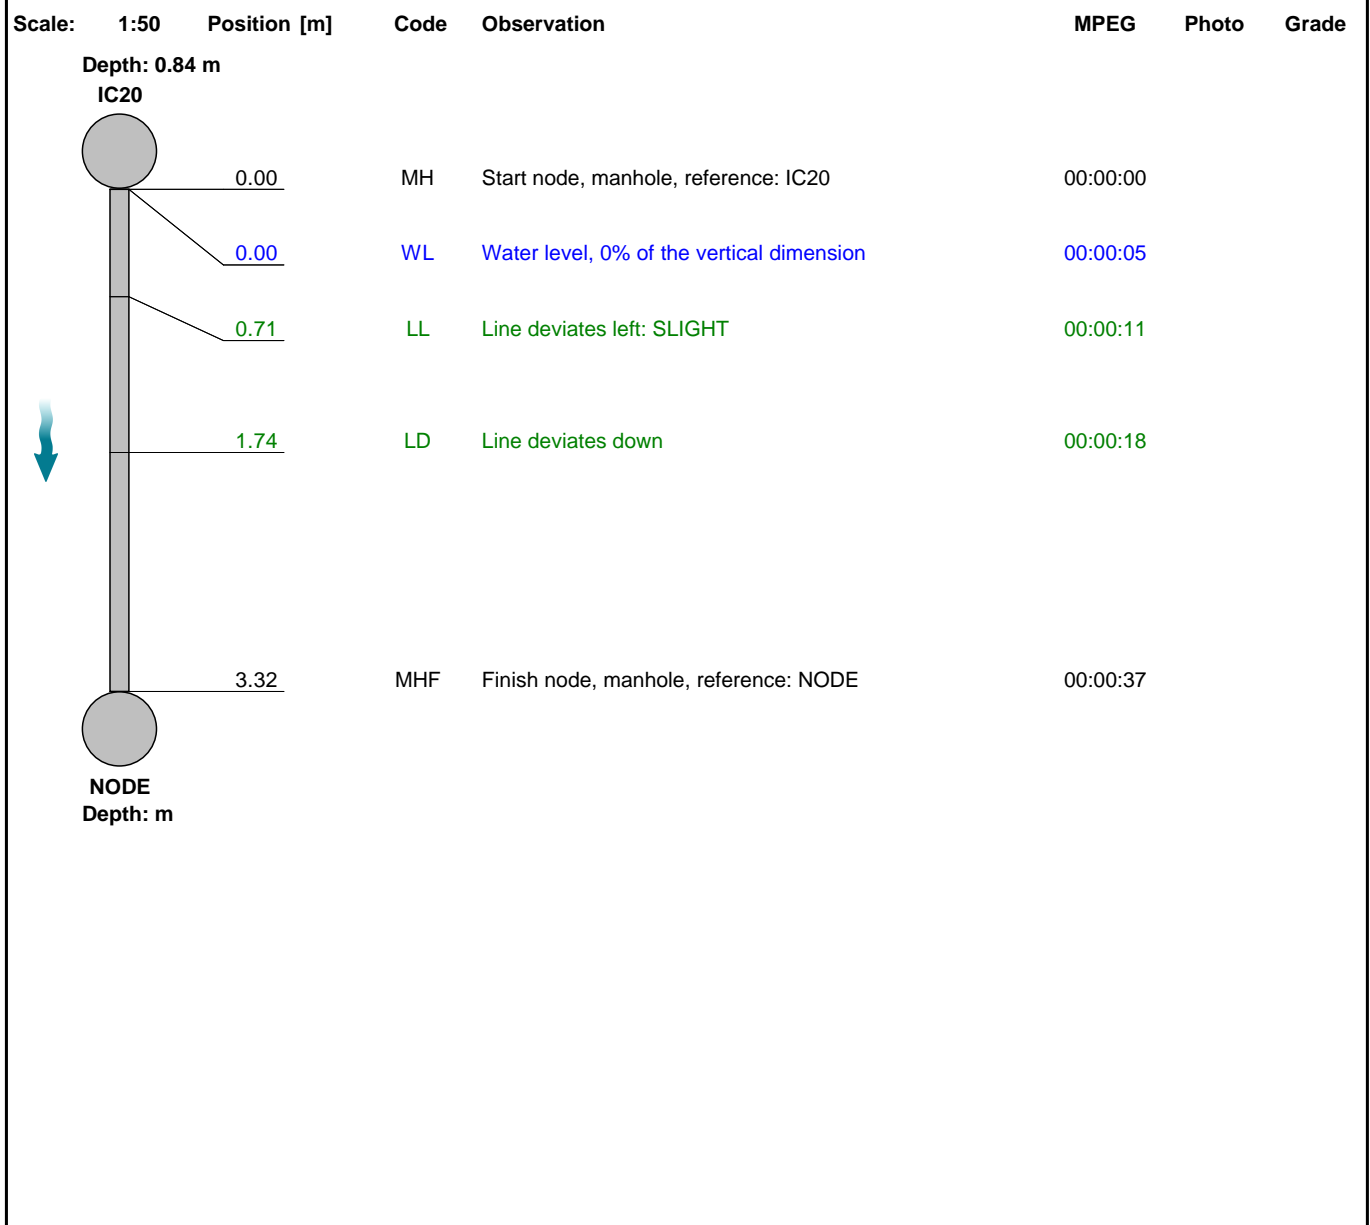 Scale: 1:50 Position [m] Code Observation MPEG Photo Grade
Depth: 0.84 m
IC20
0.00 MH Start node, manhole, reference: IC20 00:00:00
0.00 WL Water level, 0% of the vertical dimension 00:00:05
0.71 LL Line deviates left: SLIGHT 00:00:11
1.74 LD Line deviates down 00:00:18
3.32 MHF Finish node, manhole, reference: NODE 00:00:37
NODE
Depth: m